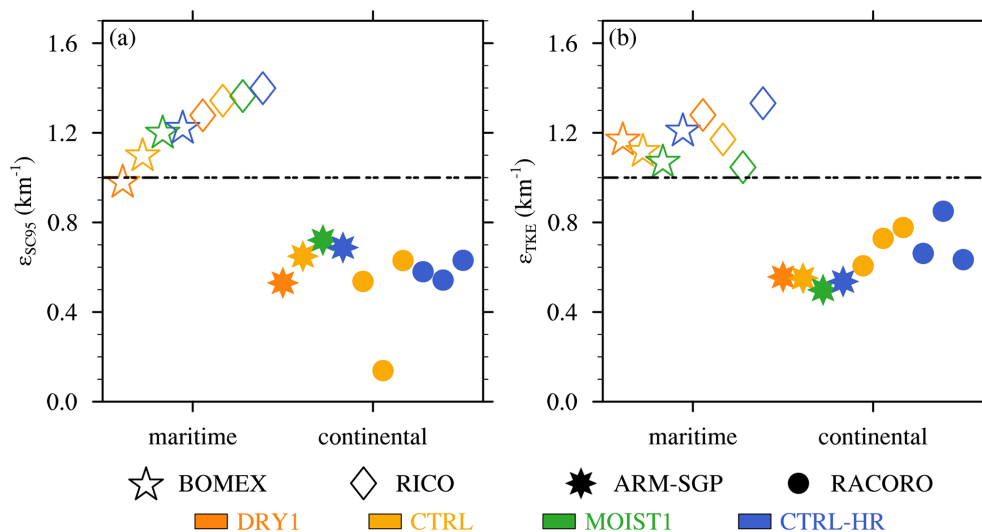 (a)
1.6
1.2
0.8
0.4
0.0
εSC95 (km-1)
maritime continental
(b)
1.6
1.2
0.8
0.4
0.0
εTKE (km-1)
maritime continental
BOMEX RICO ARM-SGP RACORO
DRY1 CTRL MOIST1 CTRL-HR